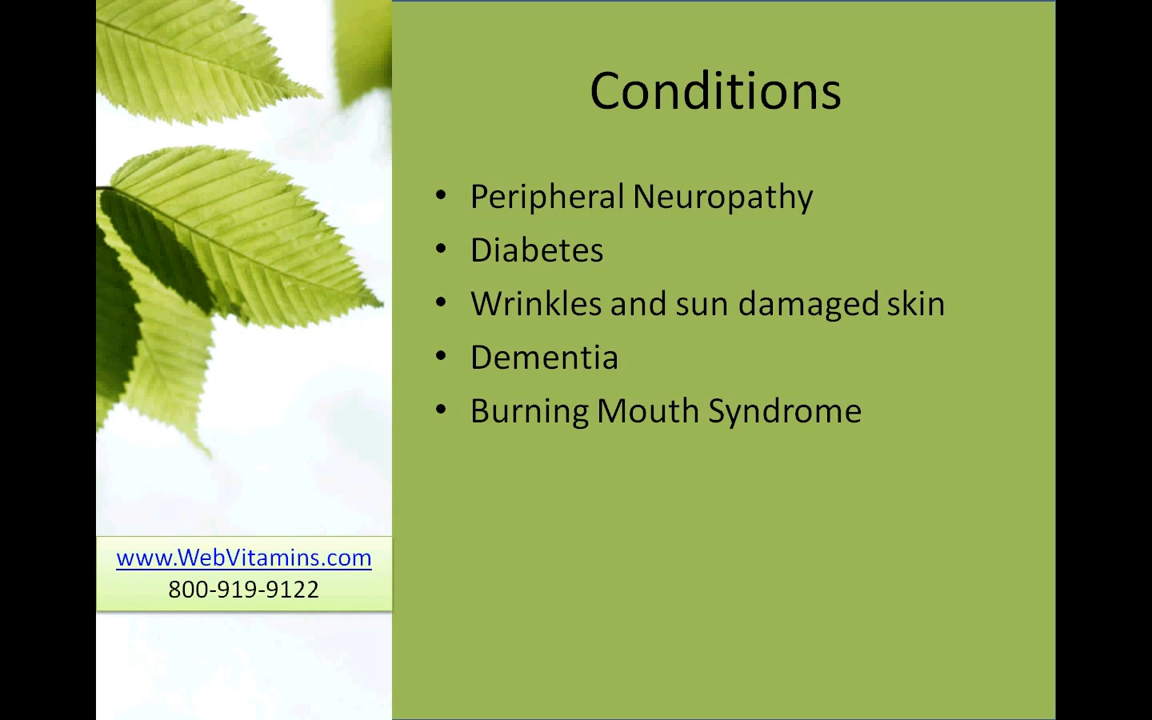 Conditions
• Peripheral Neuropathy
• Diabetes
• Wrinkles and sun damaged skin
• Dementia
• Burning Mouth Syndrome
www.WebVitamins.com
800-919-9122